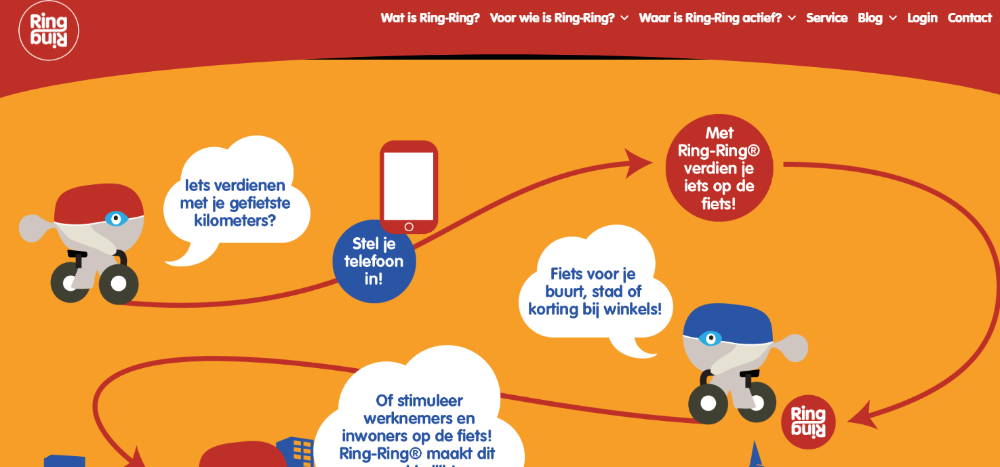 Ring
Ring
Wat is Ring-Ring? Voor wie is Ring-Ring? Waar is Ring-Ring actief? Service Blog Login Contact
Iets verdienen
met je gefietste
kilometers?
Stel je
telefoon
in!
Met
Ring-Ring®
verdien je
iets op de
fiets!
Fiets voor je
buurt, stad of
korting bij winkels!
Ring
Ring
Of stimuleer
werknemers en
inwoners op de fiets!
Ring-Ring® maakt dit